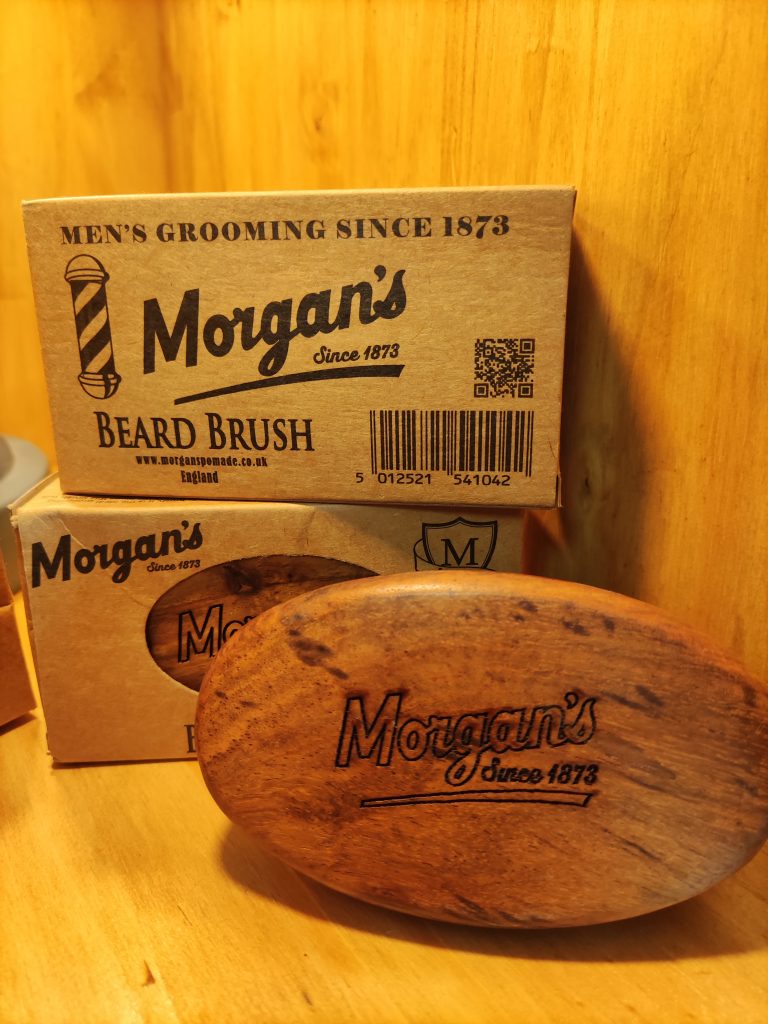 MEN'S GROOMING SINCE 1873
Morgan's
Since 1873
BEARD BRUSH
www.morganspomade.co.uk
England
5 012521 541042
Morgan's
Since 1873
M
Mo
Morgan's
Since 1873